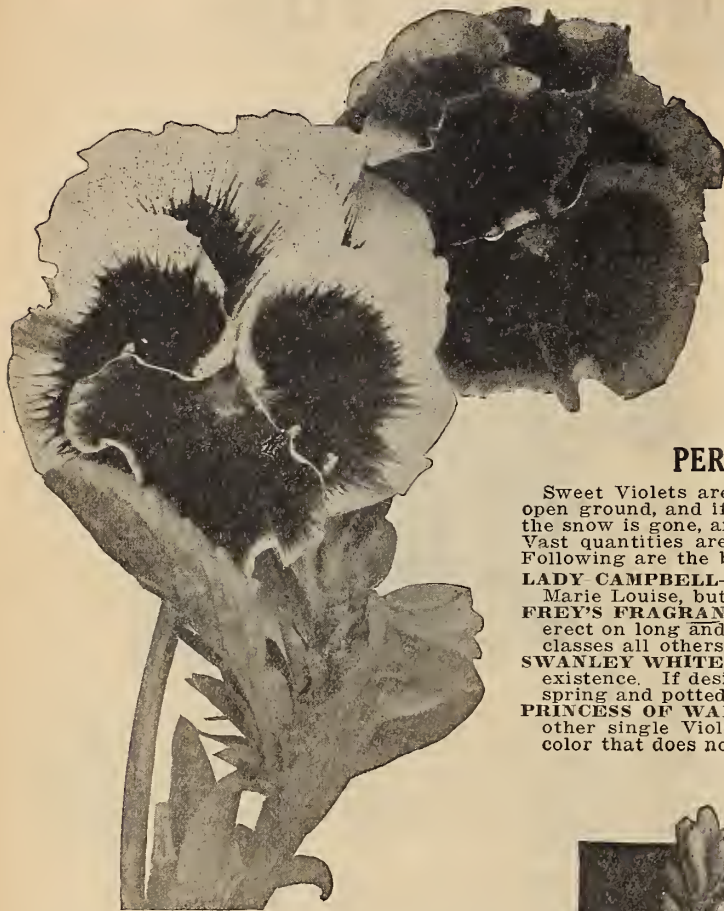 PER
Sweet Violets are
open ground, and if
the snow is gone, a
Vast quantities are
Following are the b
LADY CAMPBELL-
Marie Louise, but
FREY'S FRAGRAN
erect on long and
classes all others
SWANLEY WHITE
existence. If desi
spring and potted
PRINCESS OF WA
other single Viol
color that does no